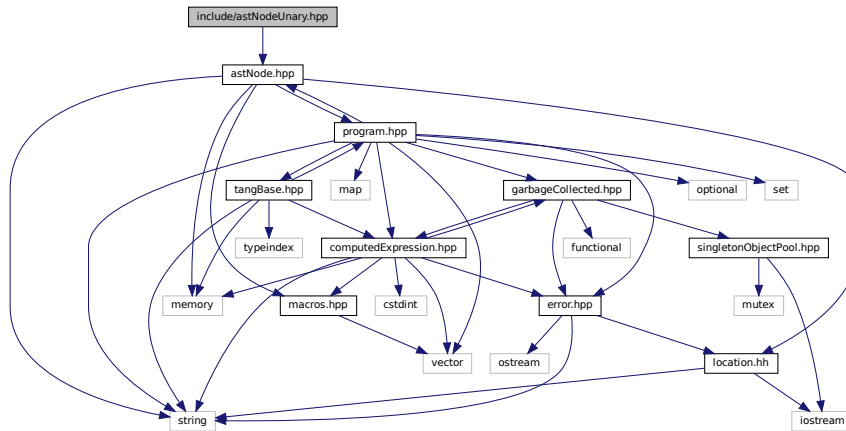 include/astNodeUnary.hpp
astNode.hpp
program.hpp
tangBase.hpp
map
garbageCollected.hpp
optional
set
typeindex
computedExpression.hpp
functional
singletonObjectPool.hpp
memory
macros.hpp
cstdint
error.hpp
mutex
vector
ostream
location.hh
string
iostream